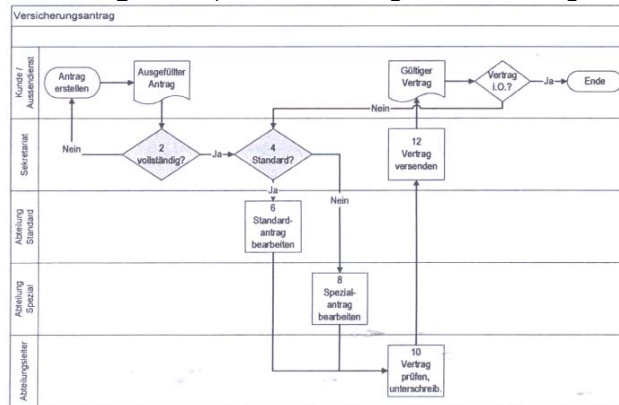 Versicherungsantrag
Kunde /
Aussendienst
Antrag
erstellen
Ausgefüllter
Antrag
Gültiger
Vertrag
Vertrag
i.O.?
Ja
Ende
Nein
Sekretariat
Nein
2
vollständig?
Ja
4
Standard?
12
Vertrag
versenden
Ja
Nein
Abteilung
Standard
6
Standard-
antrag
bearbeiten
Abteilung
Spezial
8
Spezial-
antrag
bearbeiten
Abteilungsleiter
10
Vertrag
prüfen,
unterschreib.